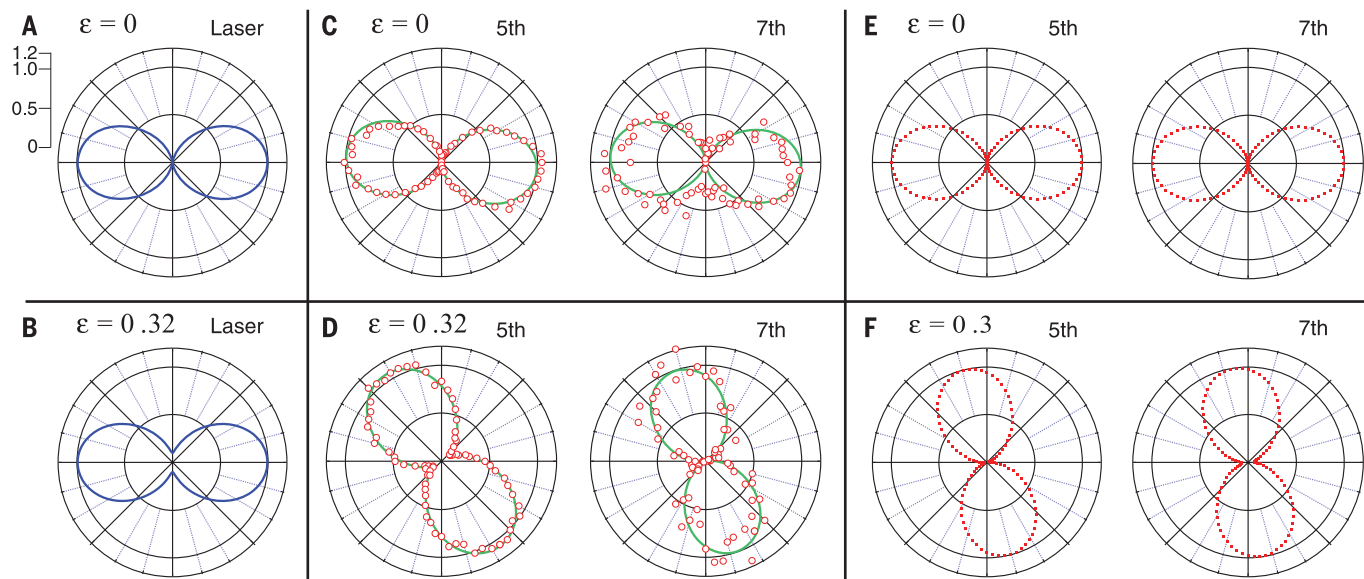 A ε = 0 Laser
1.2
1.0
0.5
0
C ε = 0 5th 7th
E ε = 0 5th 7th
B ε = 0 .32 Laser
D ε = 0.32 5th 7th
F ε = 0.3 5th 7th